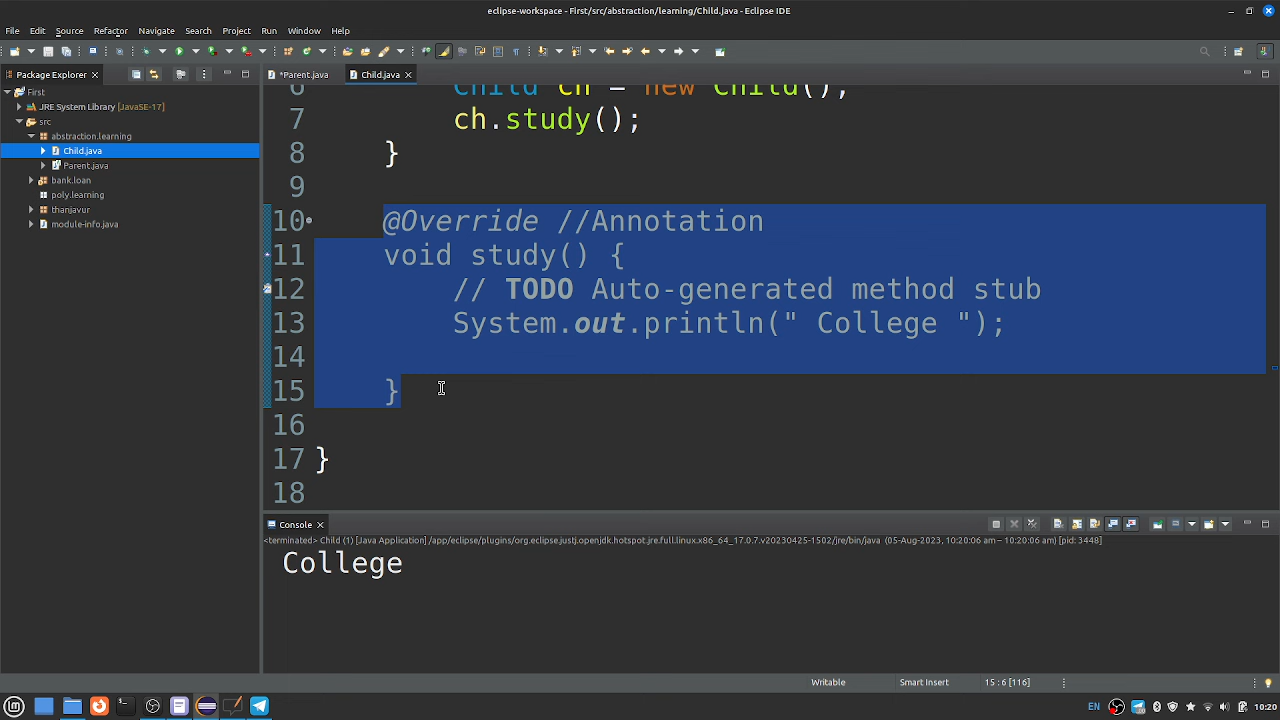 eclipse-workspace - First/src/abstraction/learning/Child.java - Eclipse IDE
File Edit Source Refactor Navigate Search Project Run Window Help
Package Explorer
*Parent.java
Child.java
First
JRE System Library [JavaSE-17]
src
abstraction.learning
Child.java
Parent.java
bank.loan
poly.learning
thanjavur
module-info.java
6 Child ch = new Child();
7 ch.study();
8 }
9
10 @Override //Annotation
11 void study() {
12 // TODO Auto-generated method stub
13 System.out.println(" College ");
14
15 }
16
17 }
18
Console
<terminated> Child (1) [Java Application] /app/eclipse/plugins/org.eclipse.justj.openjdk.hotspot.jre.full.linux.x86_64_17.0.7.v20230425-1502/jre/bin/java (05-Aug-2023, 10:20:06 am – 10:20:06 am) [pid: 3448]
College
Writable
Smart Insert
15 : 6 [116]
EN
10:20